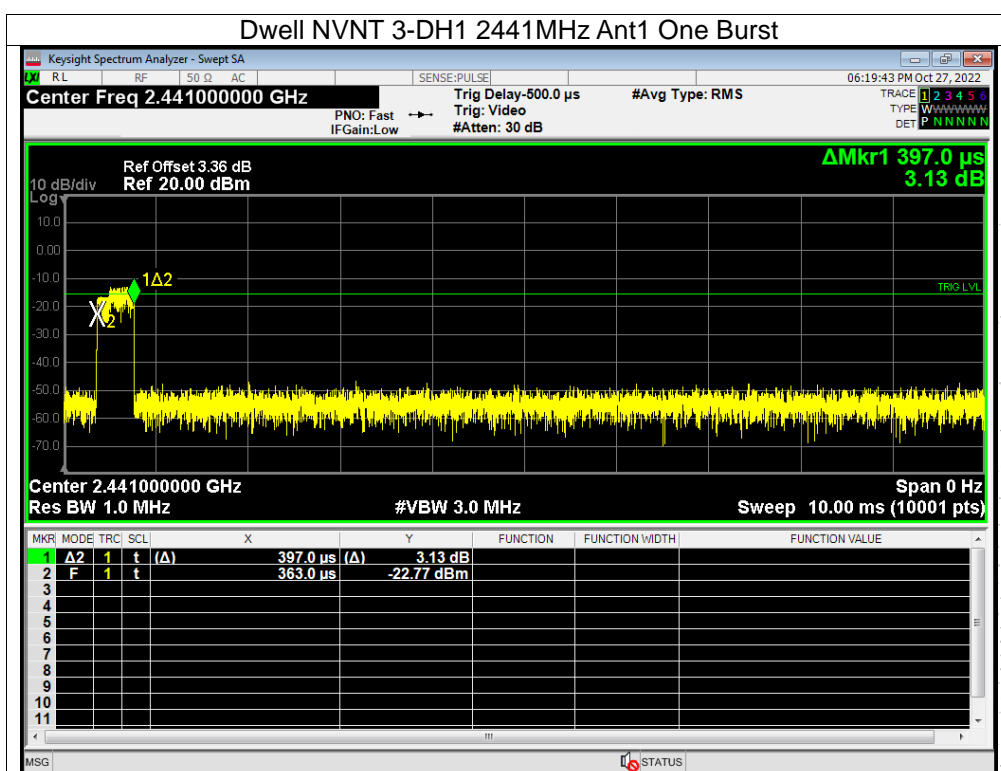 Dwell NVNT 3-DH1 2441MHz Ant1 One Burst
Keysight Spectrum Analyzer - Swept SA
LXI RL RF 50 Ω AC SENSE:PULSE 06:19:43 PM Oct 27, 2022
Center Freq 2.441000000 GHz
PNO: Fast
IFGain:Low
Trig Delay-500.0 µs
Trig: Video
#Atten: 30 dB
#Avg Type: RMS
TRACE 1 2 3 4 5 6
TYPE WWWWWW
DET P N N N N N
ΔMkr1 397.0 µs
3.13 dB
Ref Offset 3.36 dB
10 dB/div Ref 20.00 dBm
Log
10.0
0.00
-10.0
1Δ2
TRIG LVL
-20.0
X2
-30.0
-40.0
-50.0
-60.0
-70.0
Center 2.441000000 GHz Span 0 Hz
Res BW 1.0 MHz #VBW 3.0 MHz Sweep 10.00 ms (10001 pts)
MKR MODE TRC SCL X Y FUNCTION FUNCTION WIDTH FUNCTION VALUE
1 Δ2 1 t (Δ) 397.0 µs (Δ) 3.13 dB
2 F 1 t 363.0 µs -22.77 dBm
3
4
5
6
7
8
9
10
11
MSG STATUS